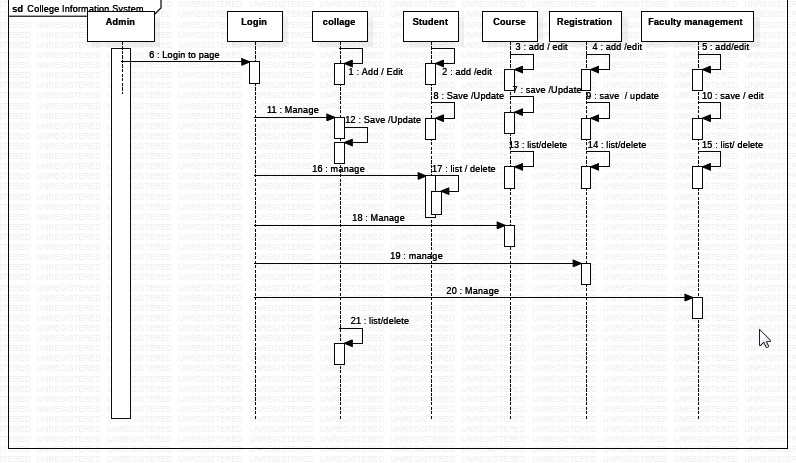 sd College Information System
Admin
Login
collage
Student
Course
Registration
Faculty management
3 : add / edit
4 : add /edit
5 : add/edit
6 : Login to page
1 : Add / Edit
2 : add /edit
7 : save /Update
8 : Save /Update
9 : save / update
10 : save / edit
11 : Manage
12 : Save /Update
13 : list/delete
14 : list/delete
15 : list/ delete
16 : manage
17 : list / delete
18 : Manage
19 : manage
20 : Manage
21 : list/delete
UNREGISTERED